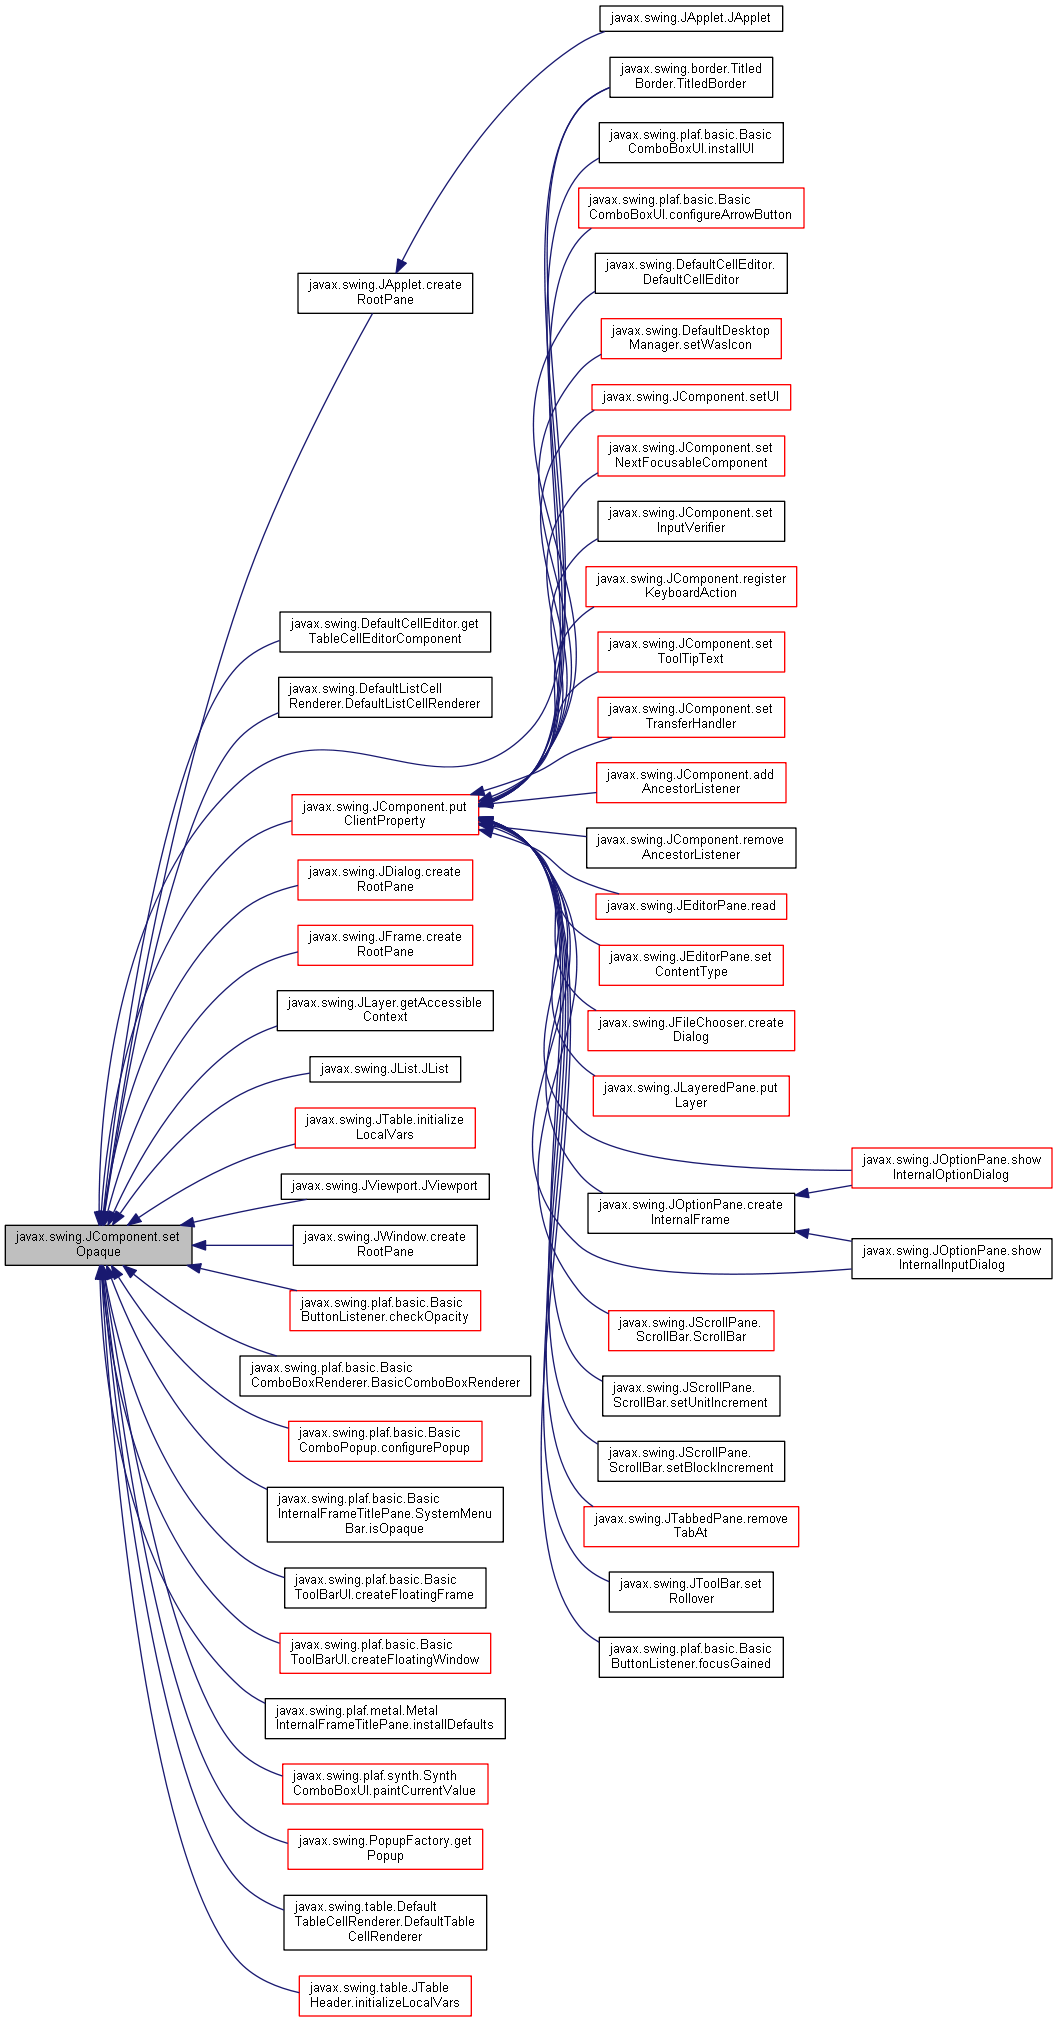 javax.swing.JApplet.JApplet
javax.swing.border.Titled
Border.TitledBorder
javax.swing.plaf.basic.Basic
ComboBoxUI.installUI
javax.swing.plaf.basic.Basic
ComboBoxUI.configureArrowButton
javax.swing.DefaultCellEditor.
DefaultCellEditor
javax.swing.JApplet.create
RootPane
javax.swing.DefaultDesktop
Manager.setWasIcon
javax.swing.JComponent.setUI
javax.swing.JComponent.set
NextFocusableComponent
javax.swing.JComponent.set
InputVerifier
javax.swing.JComponent.register
KeyboardAction
javax.swing.DefaultCellEditor.get
TableCellEditorComponent
javax.swing.JComponent.set
ToolTipText
javax.swing.DefaultListCell
Renderer.DefaultListCellRenderer
javax.swing.JComponent.set
TransferHandler
javax.swing.JComponent.add
AncestorListener
javax.swing.JComponent.put
ClientProperty
javax.swing.JComponent.remove
AncestorListener
javax.swing.JDialog.create
RootPane
javax.swing.JEditorPane.read
javax.swing.JFrame.create
RootPane
javax.swing.JEditorPane.set
ContentType
javax.swing.JLayer.getAccessible
Context
javax.swing.JFileChooser.create
Dialog
javax.swing.JList.JList
javax.swing.JLayeredPane.put
Layer
javax.swing.JTable.initialize
LocalVars
javax.swing.JOptionPane.show
InternalOptionDialog
javax.swing.JViewport.JViewport
javax.swing.JOptionPane.create
InternalFrame
javax.swing.JComponent.set
Opaque
javax.swing.JWindow.create
RootPane
javax.swing.JOptionPane.show
InternalInputDialog
javax.swing.plaf.basic.Basic
ButtonListener.checkOpacity
javax.swing.JScrollPane.
ScrollBar.ScrollBar
javax.swing.plaf.basic.Basic
ComboBoxRenderer.BasicComboBoxRenderer
javax.swing.JScrollPane.
ScrollBar.setUnitIncrement
javax.swing.plaf.basic.Basic
ComboPopup.configurePopup
javax.swing.JScrollPane.
ScrollBar.setBlockIncrement
javax.swing.plaf.basic.Basic
InternalFrameTitlePane.SystemMenu
Bar.isOpaque
javax.swing.JTabbedPane.remove
TabAt
javax.swing.plaf.basic.Basic
ToolBarUI.createFloatingFrame
javax.swing.JToolBar.set
Rollover
javax.swing.plaf.basic.Basic
ToolBarUI.createFloatingWindow
javax.swing.plaf.basic.Basic
ButtonListener.focusGained
javax.swing.plaf.metal.Metal
InternalFrameTitlePane.installDefaults
javax.swing.plaf.synth.Synth
ComboBoxUI.paintCurrentValue
javax.swing.PopupFactory.get
Popup
javax.swing.table.Default
TableCellRenderer.DefaultTable
CellRenderer
javax.swing.table.JTable
Header.initializeLocalVars